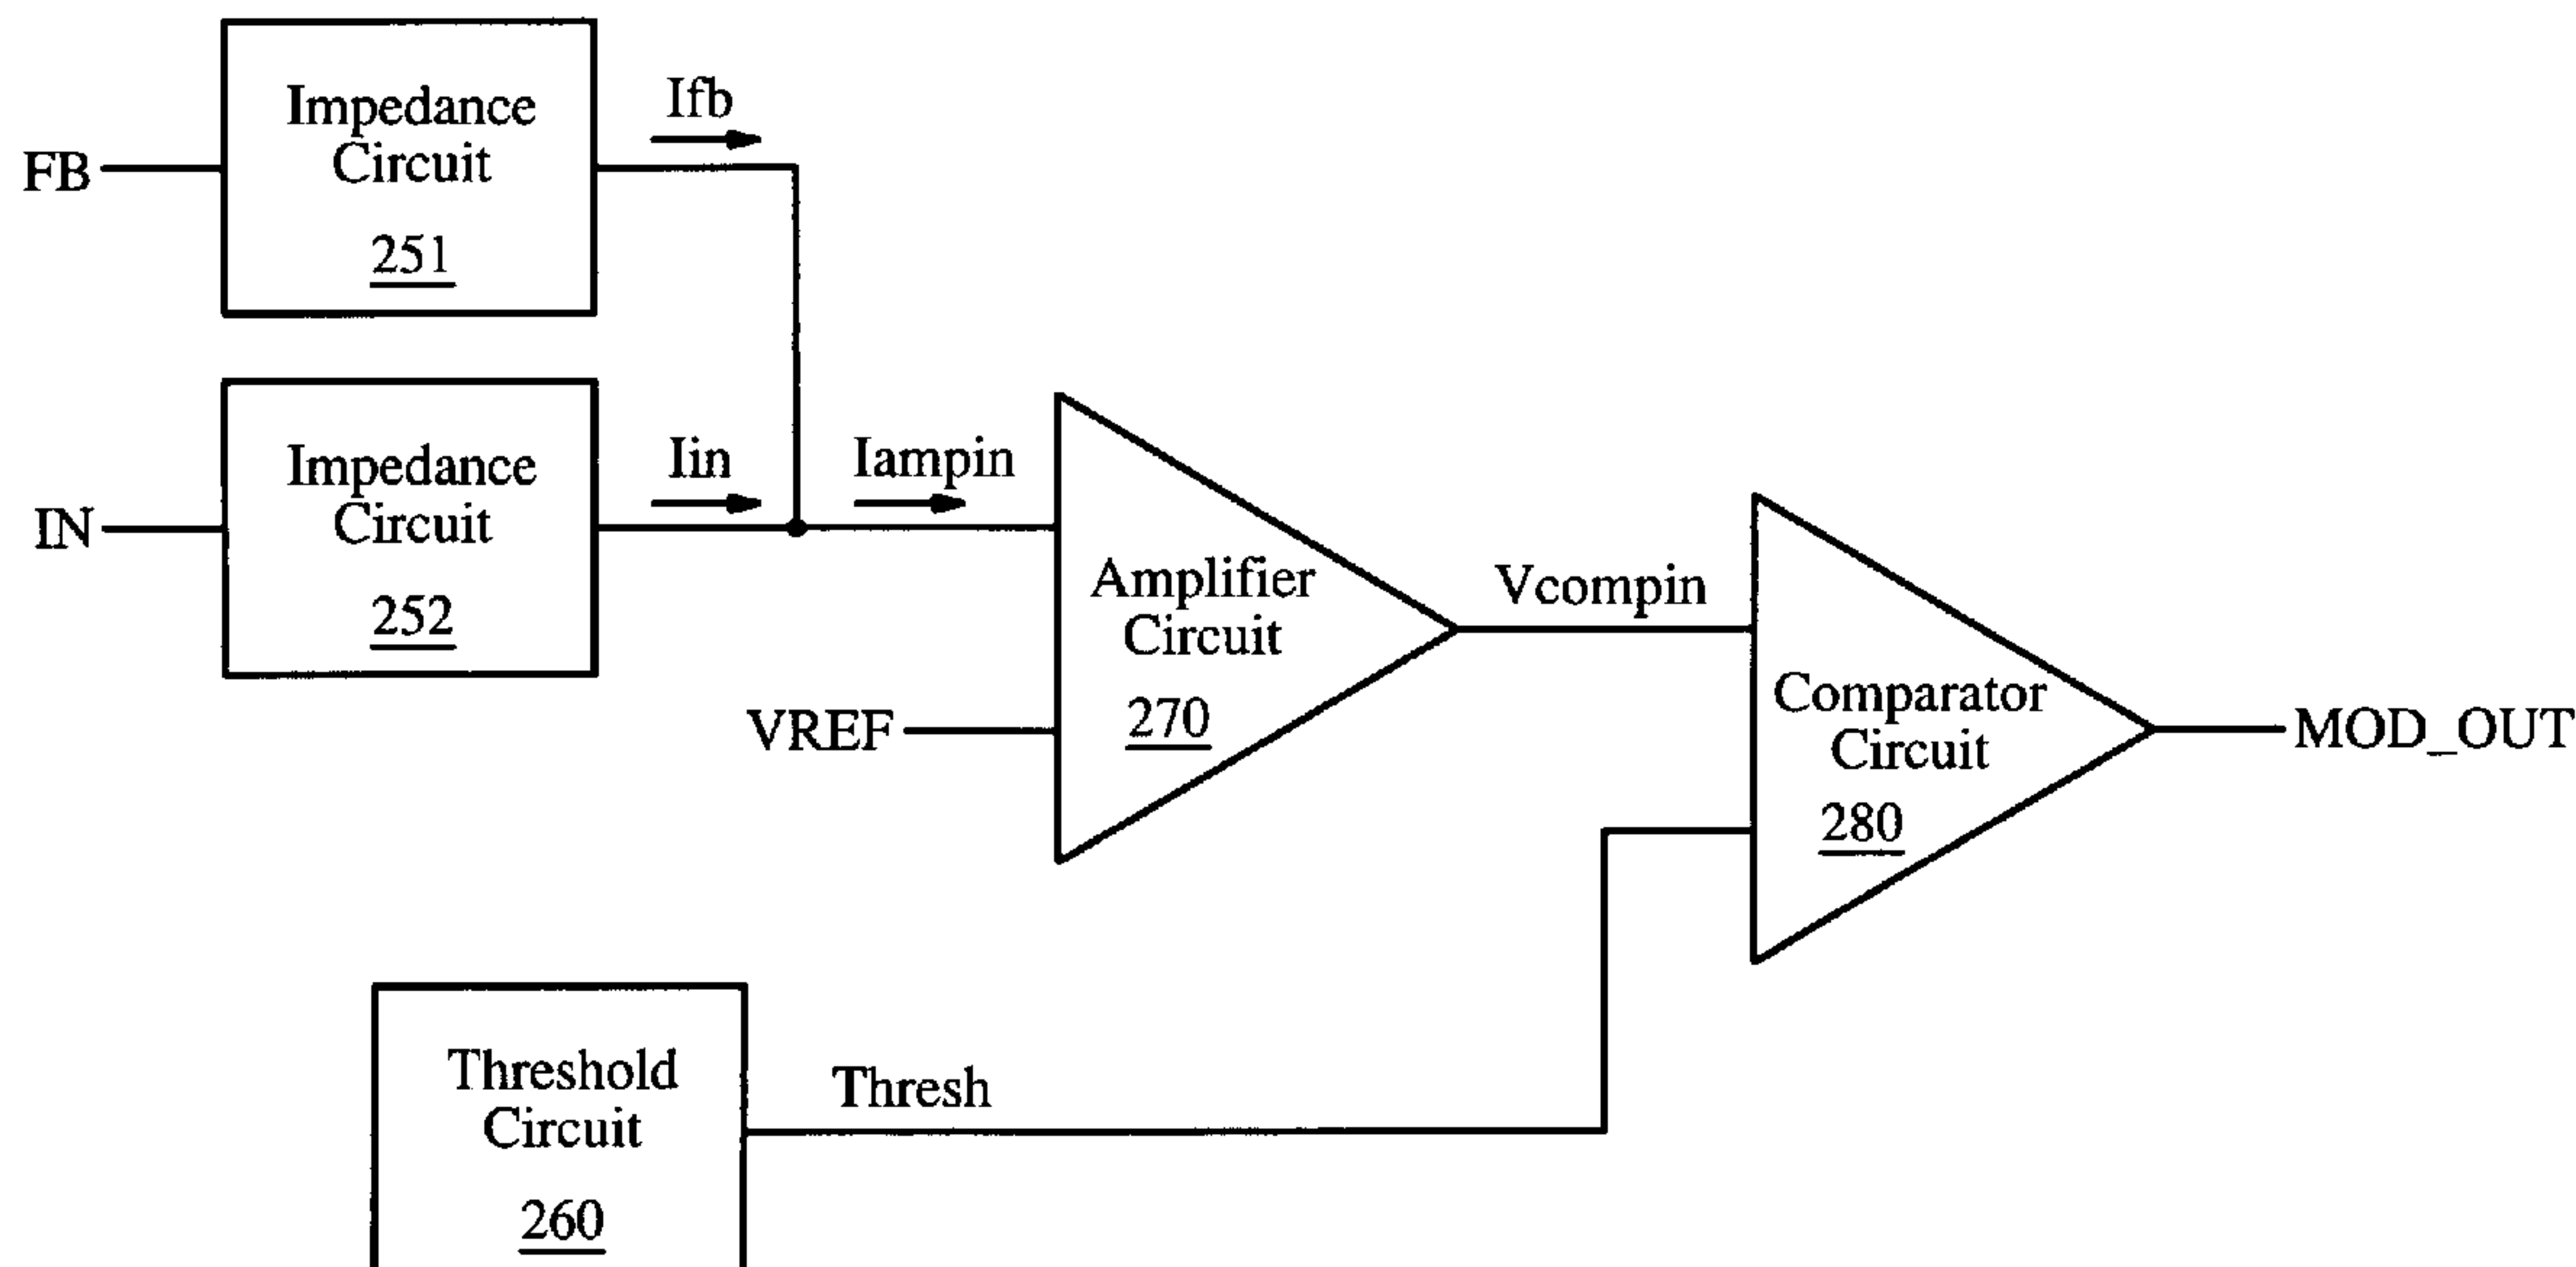 Impedance
Circuit
251
Ifb
FB
Impedance
Circuit
252
Iin
Iampin
IN
Amplifier
Circuit
270
VREF
Vcompin
Comparator
Circuit
280
MOD_OUT
Threshold
Circuit
260
Thresh